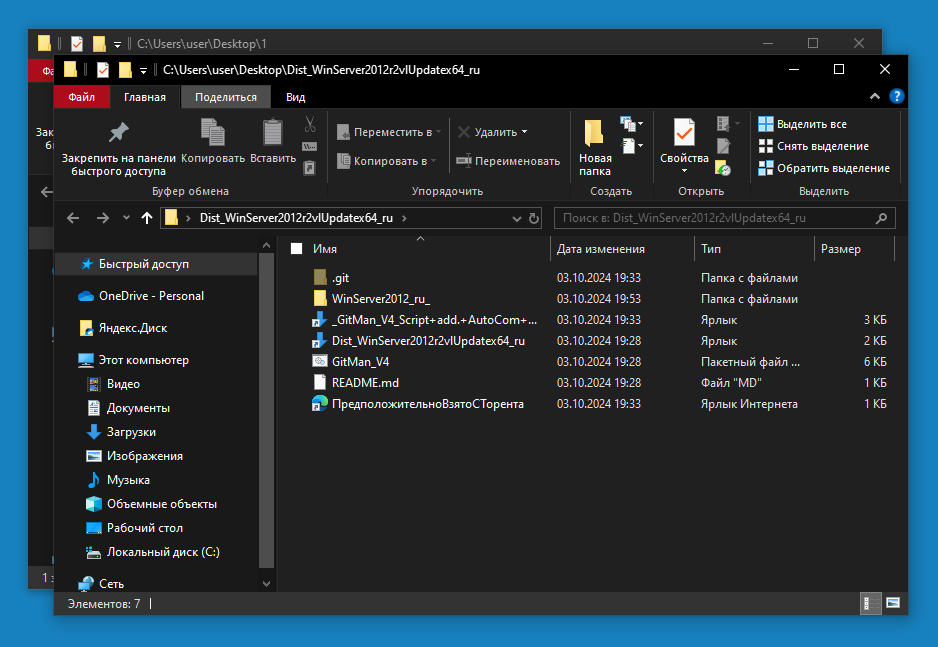 C:\Users\user\Desktop\1
C:\Users\user\Desktop\Dist_WinServer2012r2vlUpdatex64_ru
Файл
Главная
Поделиться
Вид
Закрепить на панели быстрого доступа
Копировать
Вставить
Буфер обмена
Переместить в
Копировать в
Удалить
Переименовать
Упорядочить
Новая папка
Создать
Свойства
Открыть
Выделить все
Снять выделение
Обратить выделение
Выделить
Dist_WinServer2012r2vlUpdatex64_ru
Поиск в: Dist_WinServer2012r2vlUpdatex64_ru
Быстрый доступ
OneDrive - Personal
Яндекс.Диск
Этот компьютер
Видео
Документы
Загрузки
Изображения
Музыка
Объемные объекты
Рабочий стол
Локальный диск (C:)
Сеть
Имя Дата изменения Тип Размер
.git 03.10.2024 19:33 Папка с файлами
WinServer2012_ru_ 03.10.2024 19:53 Папка с файлами
_GitMan_V4_Script+add.+AutoCom+... 03.10.2024 19:33 Ярлык 3 КБ
Dist_WinServer2012r2vlUpdatex64_ru 03.10.2024 19:28 Ярлык 2 КБ
GitMan_V4 03.10.2024 19:28 Пакетный файл ... 6 КБ
README.md 03.10.2024 19:28 Файл "MD" 1 КБ
ПредположительноВзятоСТорента 03.10.2024 19:33 Ярлык Интернета 1 КБ
Элементов: 7